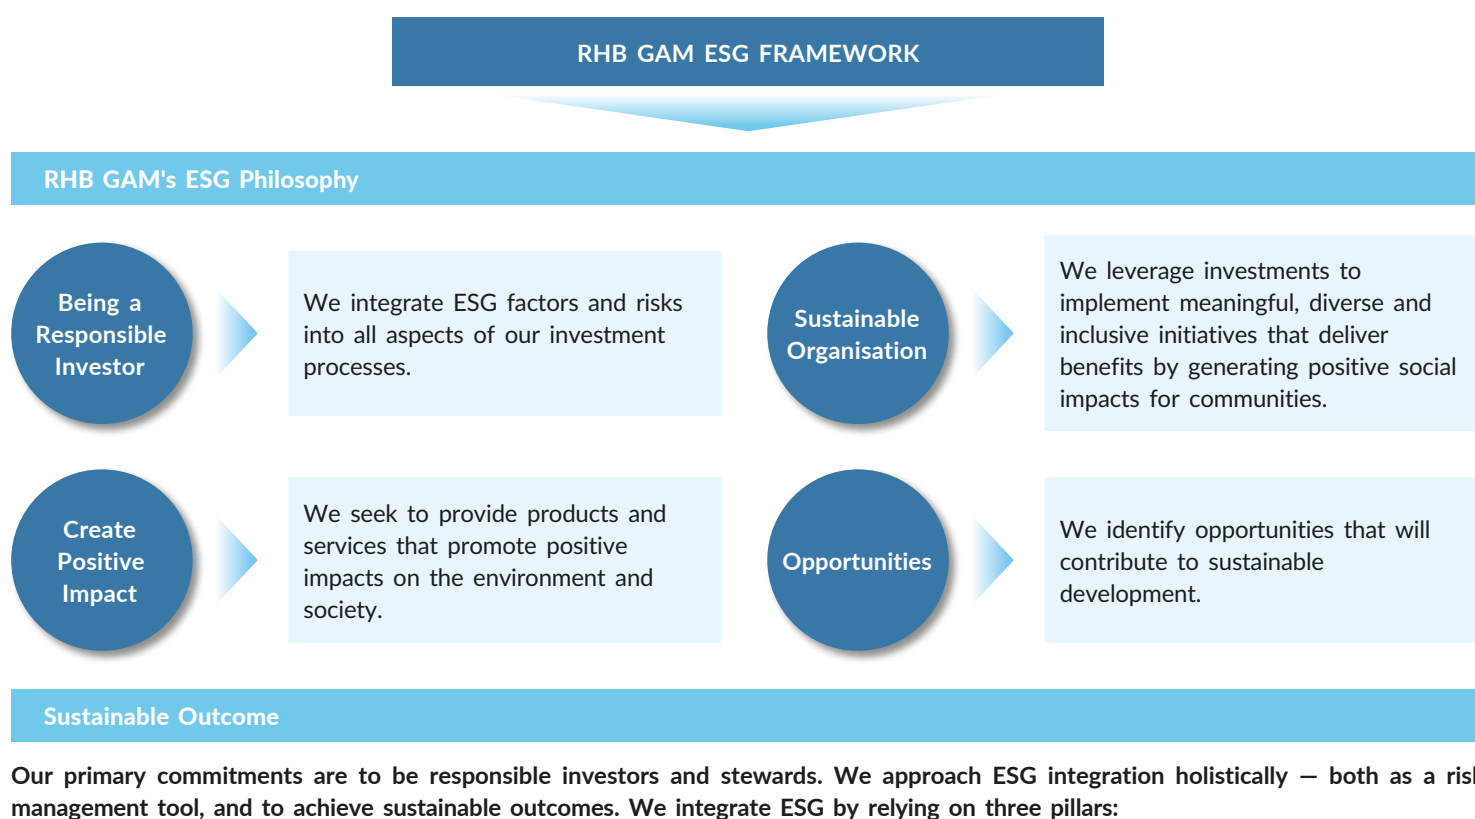 RHB GAM ESG FRAMEWORK
RHB GAM's ESG Philosophy
Being a
Responsible
Investor
We integrate ESG factors and risks
into all aspects of our investment
processes.
Sustainable
Organisation
We leverage investments to
implement meaningful, diverse and
inclusive initiatives that deliver
benefits by generating positive social
impacts for communities.
Create
Positive
Impact
We seek to provide products and
services that promote positive
impacts on the environment and
society.
Opportunities
We identify opportunities that will
contribute to sustainable
development.
Sustainable Outcome
Our primary commitments are to be responsible investors and stewards. We approach ESG integration holistically — both as a risk
management tool, and to achieve sustainable outcomes. We integrate ESG by relying on three pillars: